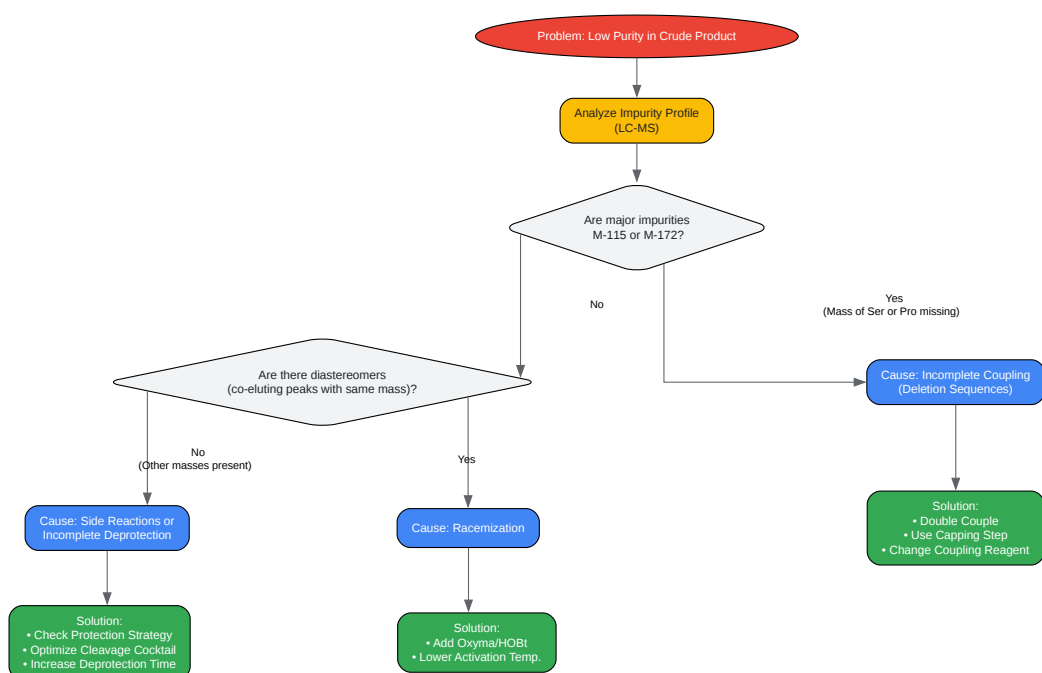 Problem: Low Purity in Crude Product
Analyze Impurity Profile
(LC-MS)
Are major impurities
M-115 or M-172?
No
Yes
(Mass of Ser or Pro missing)
Are there diastereomers
(co-eluting peaks with same mass)?
Cause: Incomplete Coupling
(Deletion Sequences)
No
(Other masses present)
Yes
Cause: Side Reactions or
Incomplete Deprotection
Cause: Racemization
Solution:
• Double Couple
• Use Capping Step
• Change Coupling Reagent
Solution:
• Check Protection Strategy
• Optimize Cleavage Cocktail
• Increase Deprotection Time
Solution:
• Add Oxyma/HOBt
• Lower Activation Temp.